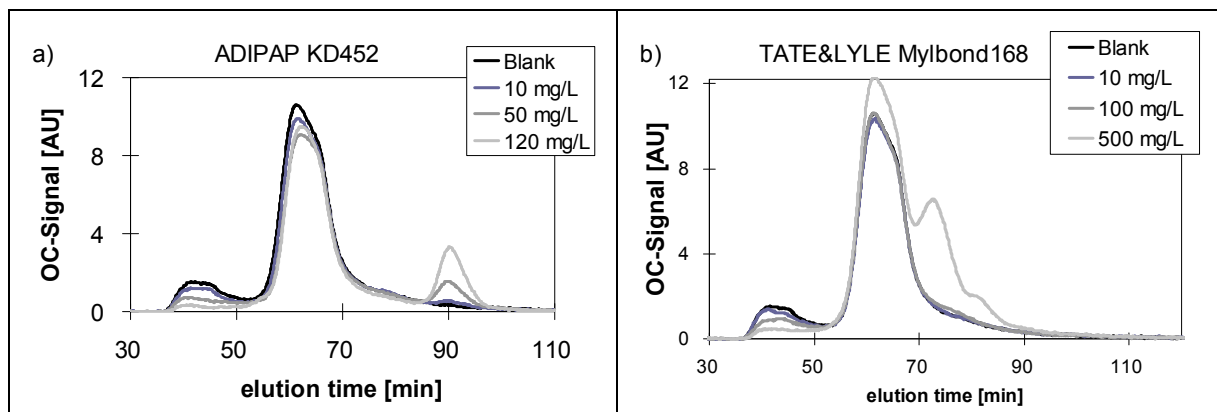 a)
ADIPAP KD452
Blank
10 mg/L
50 mg/L
120 mg/L
12
8
4
0
OC-Signal [AU]
30 50 70 90 110
elution time [min]
b)
TATE&LYLE Mylbond168
Blank
10 mg/L
100 mg/L
500 mg/L
12
8
4
0
OC-Signal [AU]
30 50 70 90 110
elution time [min]